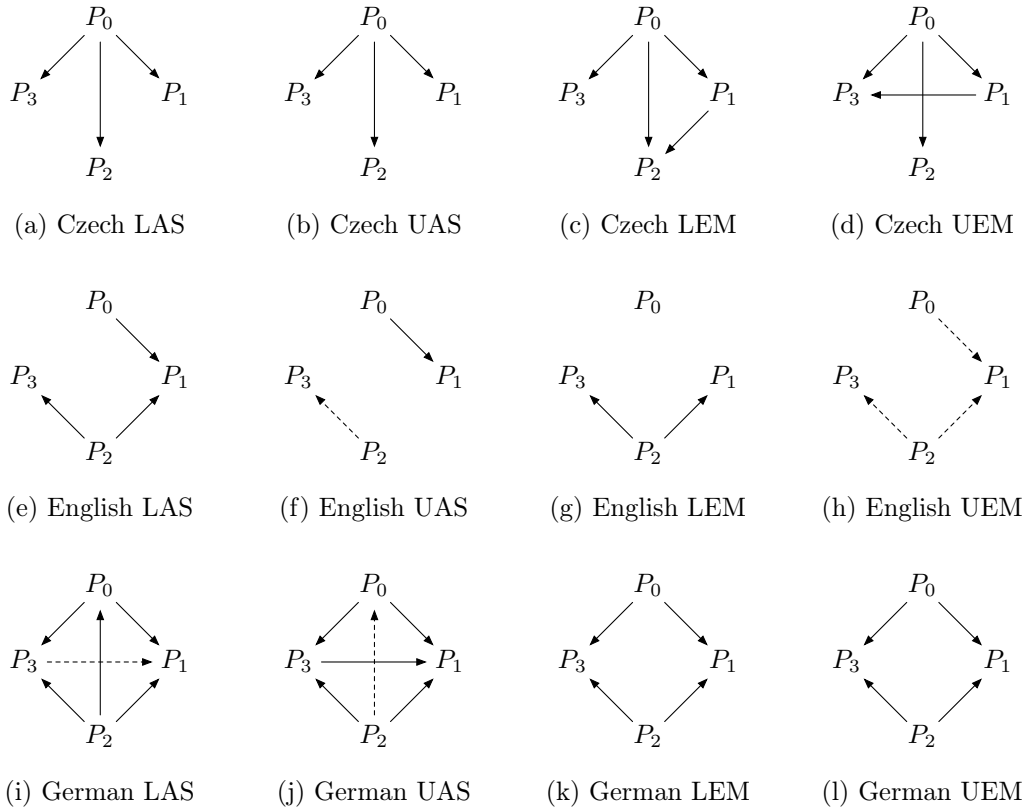 P0 P0 P0 P0
P3 P1 P3 P1 P3 P1 P3 P1
P2 P2 P2 P2
(a) Czech LAS (b) Czech UAS (c) Czech LEM (d) Czech UEM
P0 P0 P0 P0
P3 P1 P3 P1 P3 P1 P3 P1
P2 P2 P2 P2
(e) English LAS (f) English UAS (g) English LEM (h) English UEM
P0 P0 P0 P0
P3 P1 P3 P1 P3 P1 P3 P1
P2 P2 P2 P2
(i) German LAS (j) German UAS (k) German LEM (l) German UEM